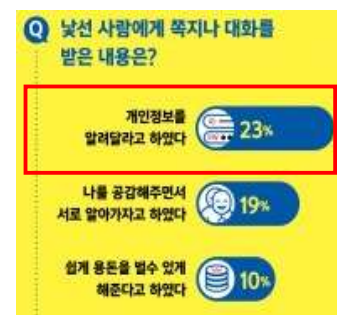 Q 낯선 사람에게 쪽지나 대화를
받은 내용은?
개인정보를
알려달라고 하였다
23%
나를 공감해주면서
서로 알아가자고 하였다
19%
쉽게 용돈을 벌수 있게
해준다고 하였다
10%